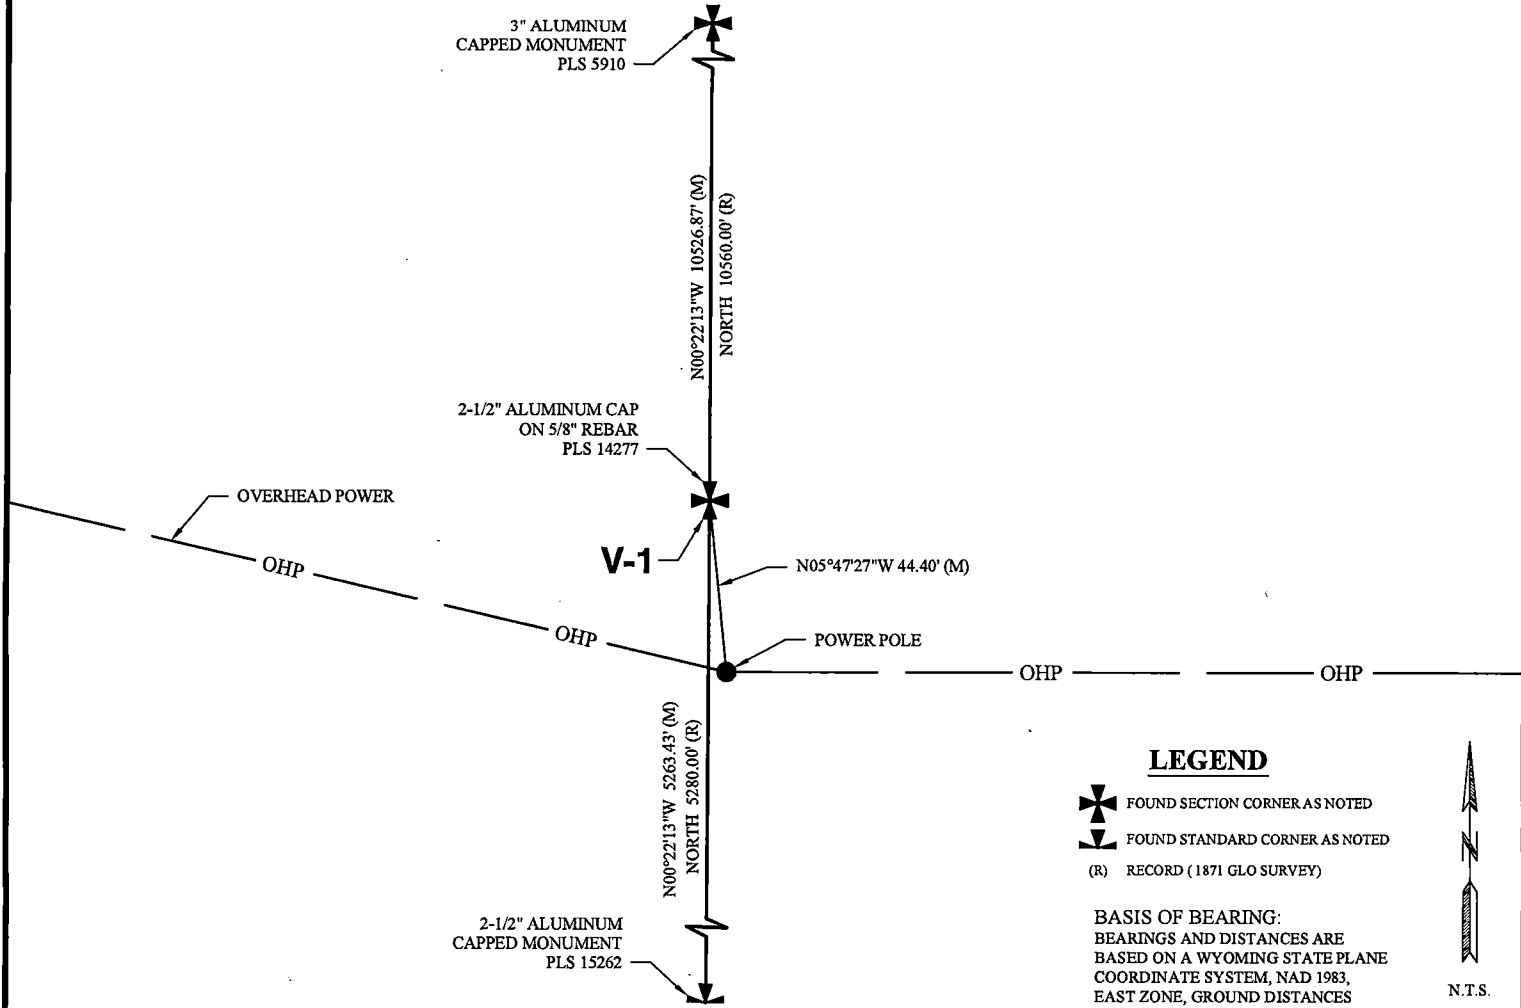 3" ALUMINUM
CAPPED MONUMENT
PLS 5910
N00°22'13"W 10526.87' (M)
NORTH 10560.00' (R)
2-1/2" ALUMINUM CAP
ON 5/8" REBAR
PLS 14277
OVERHEAD POWER
V-1
N05°47'27"W 44.40' (M)
OHP
OHP
POWER POLE
OHP
OHP
N00°22'13"W 5263.43' (M)
NORTH 5280.00' (R)
2-1/2" ALUMINUM
CAPPED MONUMENT
PLS 15262
LEGEND
FOUND SECTION CORNER AS NOTED
FOUND STANDARD CORNER AS NOTED
(R) RECORD (1871 GLO SURVEY)
BASIS OF BEARING:
BEARINGS AND DISTANCES ARE
BASED ON A WYOMING STATE PLANE
COORDINATE SYSTEM, NAD 1983,
EAST ZONE, GROUND DISTANCES
N
N.T.S.